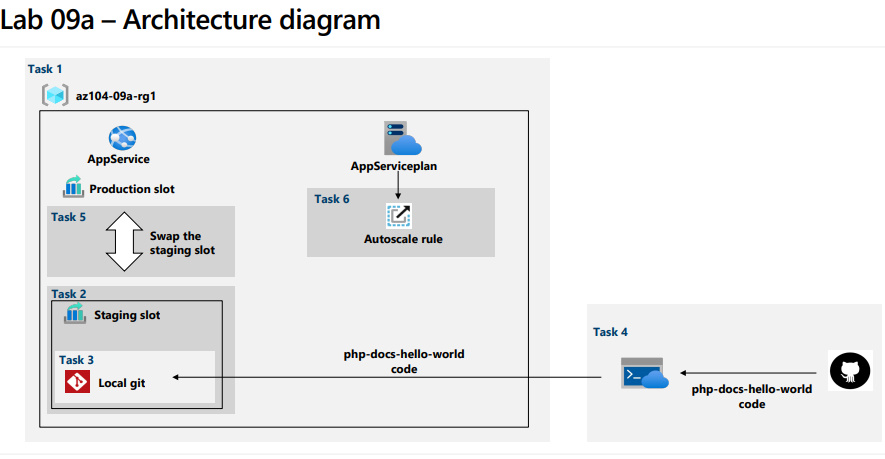 Lab 09a – Architecture diagram
Task 1
az104-09a-rg1
AppService
AppServiceplan
Production slot
Task 6
Autoscale rule
Task 5
Swap the
staging slot
Task 2
Staging slot
Task 3
Local git
php-docs-hello-world
code
Task 4
php-docs-hello-world
code